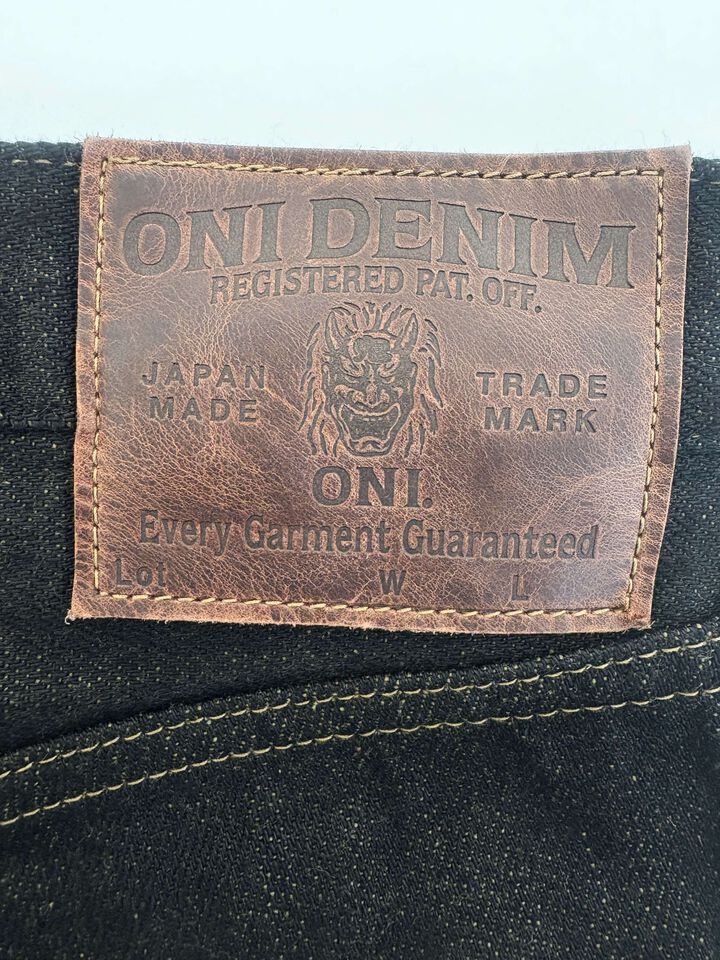 ONI DENIM
REGISTERED PAT. OFF.
JAPAN MADE
TRADE MARK
ONI.
Every Garment Guaranteed
Lot W L